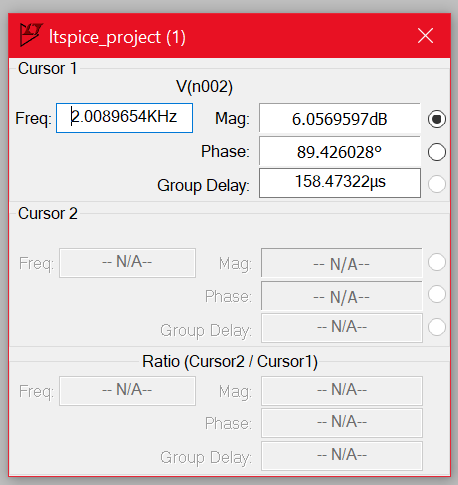 ltspice_project (1)
Cursor 1
V(n002)
Freq: 2.0089654KHz Mag: 6.0569597dB
Phase: 89.426028°
Group Delay: 158.47322µs
Cursor 2
Freq: -- N/A-- Mag: -- N/A--
Phase: -- N/A--
Group Delay: -- N/A--
Ratio (Cursor2 / Cursor1)
Freq: -- N/A-- Mag: -- N/A--
Phase: -- N/A--
Group Delay: -- N/A--